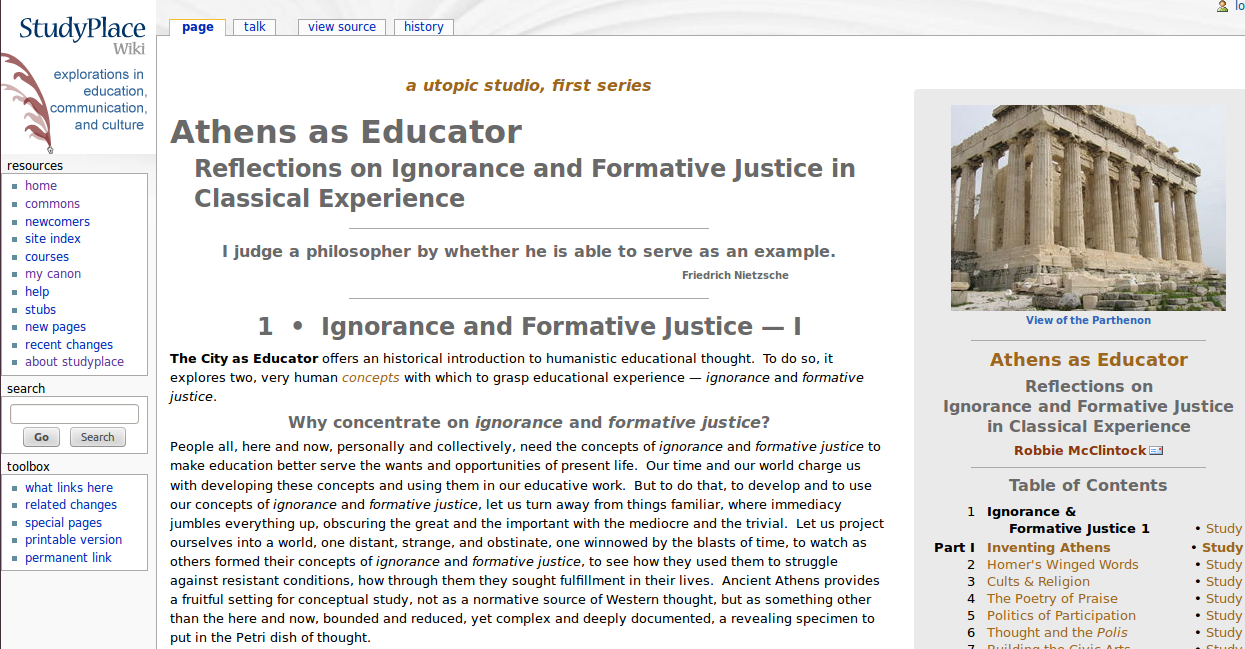 StudyPlace
Wiki
explorations in
education,
communication,
and culture
resources
home
commons
newcomers
site index
courses
my canon
help
stubs
new pages
recent changes
about studyplace
search
Go Search
toolbox
what links here
related changes
special pages
printable version
permanent link
page talk view source history
lo
a utopic studio, first series
Athens as Educator
Reflections on Ignorance and Formative Justice in
Classical Experience
I judge a philosopher by whether he is able to serve as an example.
Friedrich Nietzsche
1 • Ignorance and Formative Justice — I
The City as Educator offers an historical introduction to humanistic educational thought. To do so, it
explores two, very human concepts with which to grasp educational experience — ignorance and formative
justice.
Why concentrate on ignorance and formative justice?
People all, here and now, personally and collectively, need the concepts of ignorance and formative justice to
make education better serve the wants and opportunities of present life. Our time and our world charge us
with developing these concepts and using them in our educative work. But to do that, to develop and to use
our concepts of ignorance and formative justice, let us turn away from things familiar, where immediacy
jumbles everything up, obscuring the great and the important with the mediocre and the trivial. Let us project
ourselves into a world, one distant, strange, and obstinate, one winnowed by the blasts of time, to watch as
others formed their concepts of ignorance and formative justice, to see how they used them to struggle
against resistant conditions, how through them they sought fulfillment in their lives. Ancient Athens provides
a fruitful setting for conceptual study, not as a normative source of Western thought, but as something other
than the here and now, bounded and reduced, yet complex and deeply documented, a revealing specimen to
put in the Petri dish of thought.
View of the Parthenon
Athens as Educator
Reflections on
Ignorance and Formative Justice
in Classical Experience
Robbie McClintock
Table of Contents
1 Ignorance &
Formative Justice 1 • Study
Part I Inventing Athens • Study
2 Homer's Winged Words • Study
3 Cults & Religion • Study
4 The Poetry of Praise • Study
5 Politics of Participation • Study
6 Thought and the Polis • Study
7 Building the Civic Arts • Study